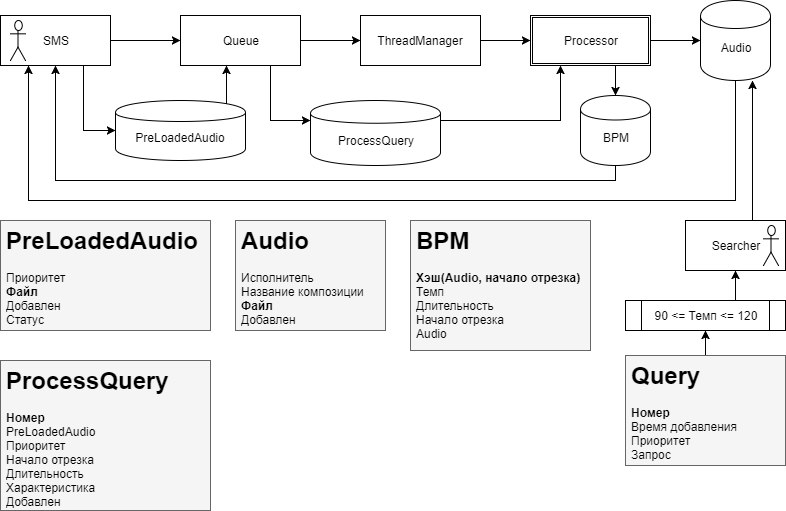 SMS
Queue
ThreadManager
Processor
Audio
PreLoadedAudio
ProcessQuery
BPM
PreLoadedAudio
Приоритет
Файл
Добавлен
Статус
Audio
Исполнитель
Название композиции
Файл
Добавлен
BPM
Хэш(Audio, начало отрезка)
Темп
Длительность
Начало отрезка
Audio
Searcher
90 <= Темп <= 120
ProcessQuery
Номер
PreLoadedAudio
Приоритет
Начало отрезка
Длительность
Характеристика
Добавлен
Query
Номер
Время добавления
Приоритет
Запрос